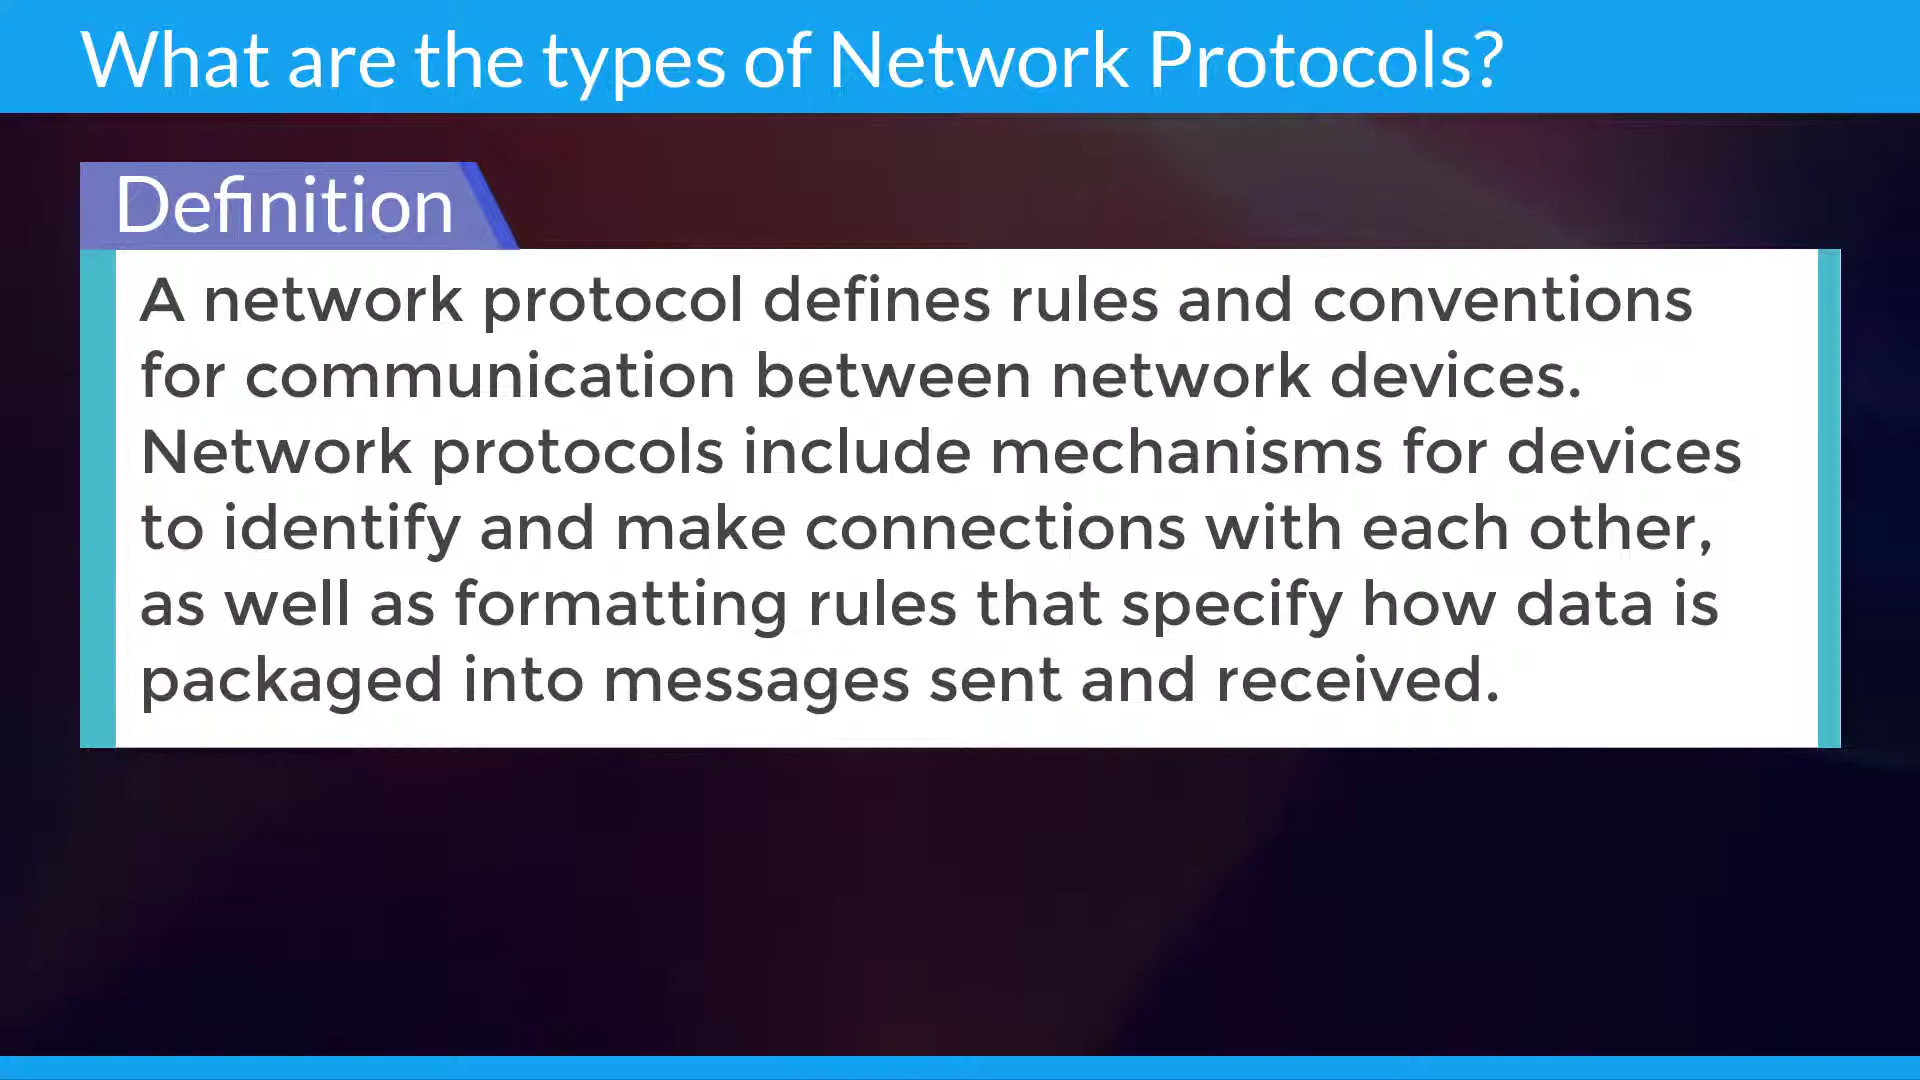 What are the types of Network Protocols?
Definition
A network protocol defines rules and conventions
for communication between network devices.
Network protocols include mechanisms for devices
to identify and make connections with each other,
as well as formatting rules that specify how data is
packaged into messages sent and received.